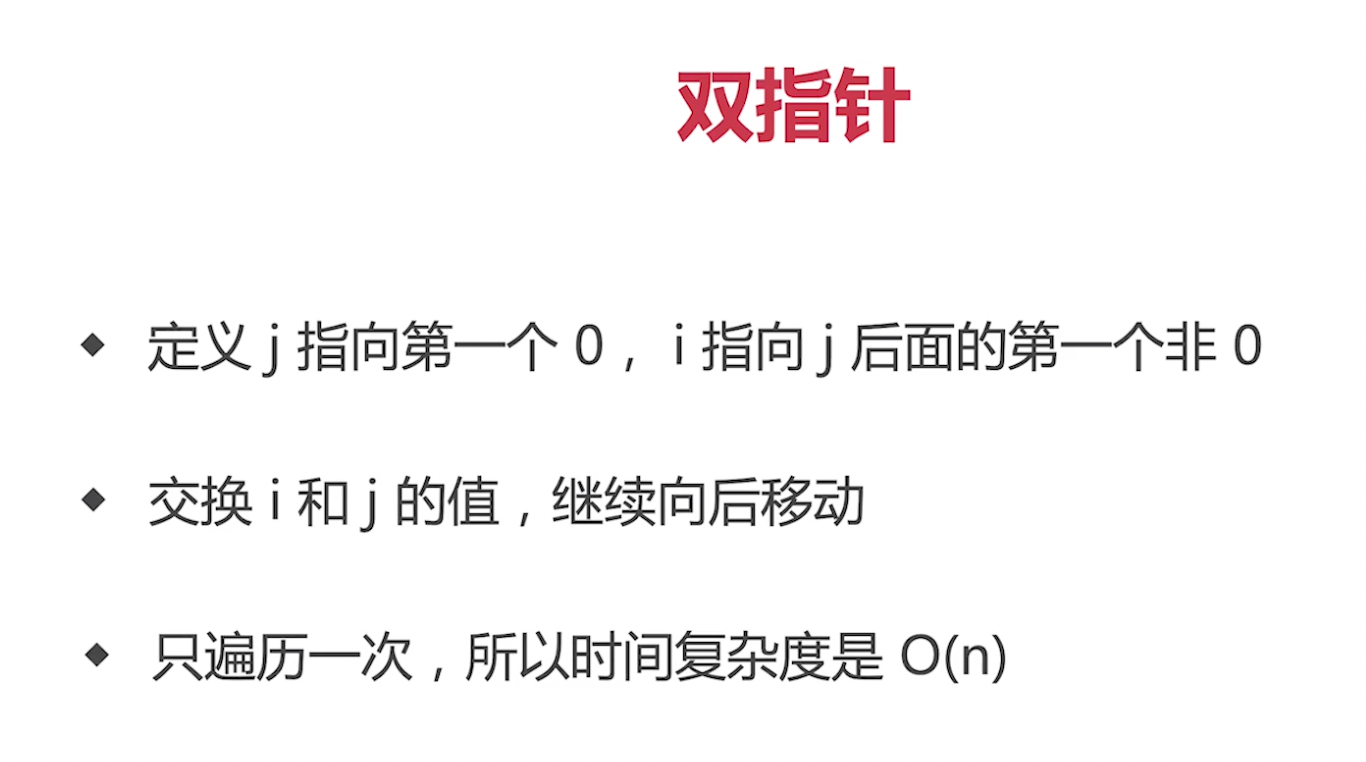 双指针
◆ 定义 j 指向第一个 0， i 指向 j 后面的第一个非 0
◆ 交换 i 和 j 的值，继续向后移动
◆ 只遍历一次，所以时间复杂度是 O(n)